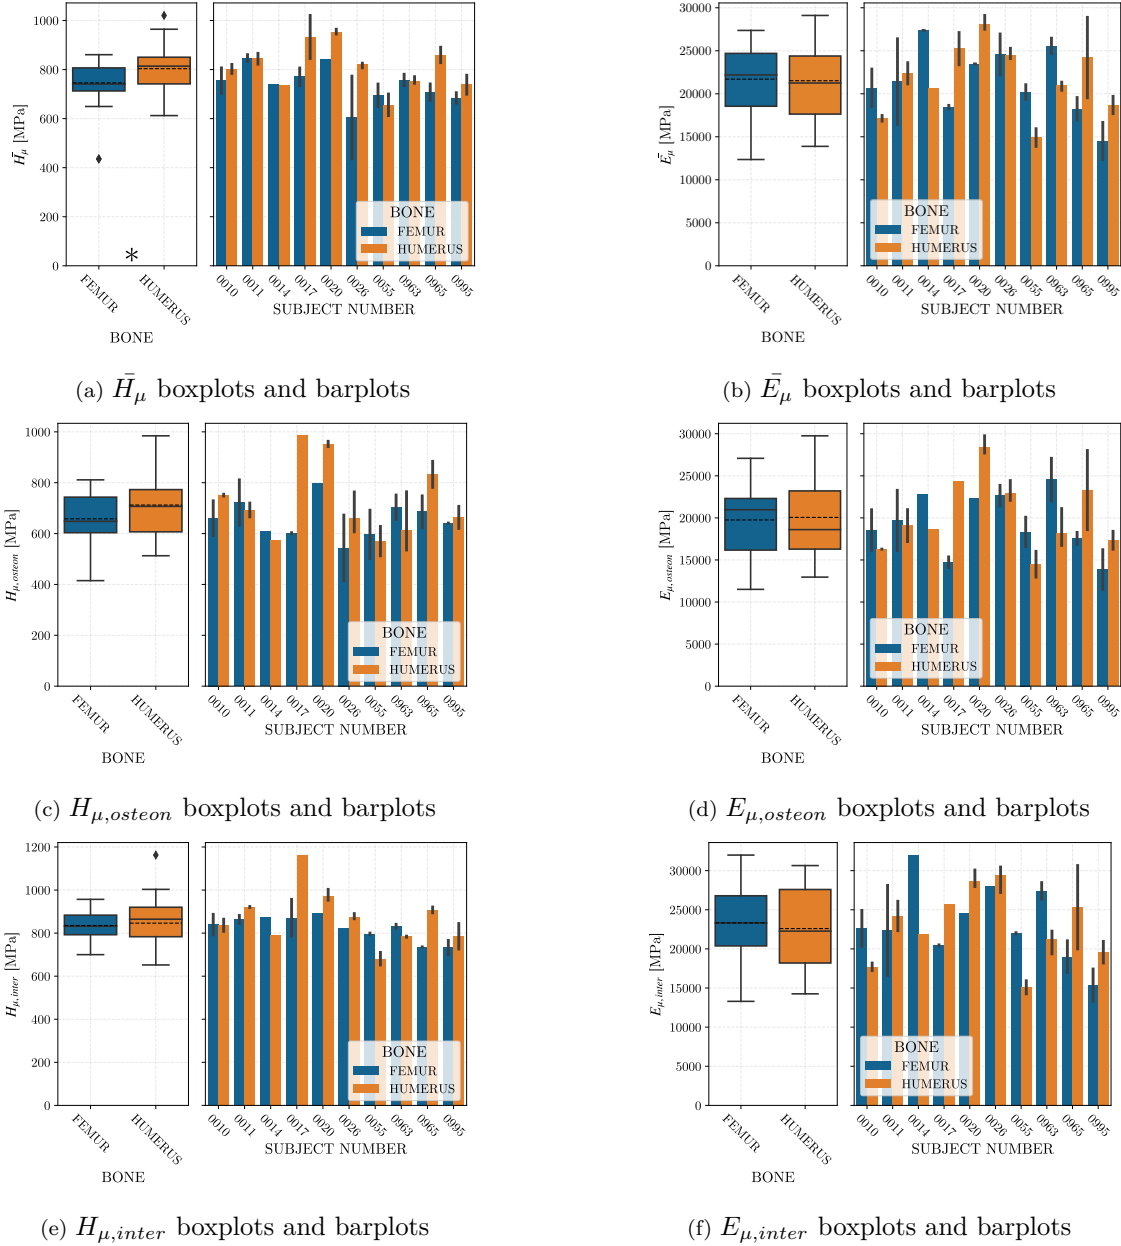 1000
800
600
400
200
0
H̄μ [MPa]
*
FEMUR
HUMERUS
BONE
BONE
FEMUR
HUMERUS
0010
0011
0014
0017
0020
0026
0055
0963
0965
0995
SUBJECT NUMBER
(a) H̄μ boxplots and barplots
30000
25000
20000
15000
10000
5000
0
Ēμ [MPa]
FEMUR
HUMERUS
BONE
BONE
FEMUR
HUMERUS
0010
0011
0014
0017
0020
0026
0055
0963
0965
0995
SUBJECT NUMBER
(b) Ēμ boxplots and barplots
1000
800
600
400
200
0
Hμ,osteon [MPa]
FEMUR
HUMERUS
BONE
BONE
FEMUR
HUMERUS
0010
0011
0014
0017
0020
0026
0055
0963
0965
0995
SUBJECT NUMBER
(c) Hμ,osteon boxplots and barplots
30000
25000
20000
15000
10000
5000
0
Eμ,osteon [MPa]
FEMUR
HUMERUS
BONE
BONE
FEMUR
HUMERUS
0010
0011
0014
0017
0020
0026
0055
0963
0965
0995
SUBJECT NUMBER
(d) Eμ,osteon boxplots and barplots
1200
1000
800
600
400
200
0
Hμ,inter [MPa]
FEMUR
HUMERUS
BONE
BONE
FEMUR
HUMERUS
0010
0011
0014
0017
0020
0026
0055
0963
0965
0995
SUBJECT NUMBER
(e) Hμ,inter boxplots and barplots
30000
25000
20000
15000
10000
5000
0
Eμ,inter [MPa]
FEMUR
HUMERUS
BONE
BONE
FEMUR
HUMERUS
0010
0011
0014
0017
0020
0026
0055
0963
0965
0995
SUBJECT NUMBER
(f) Eμ,inter boxplots and barplots